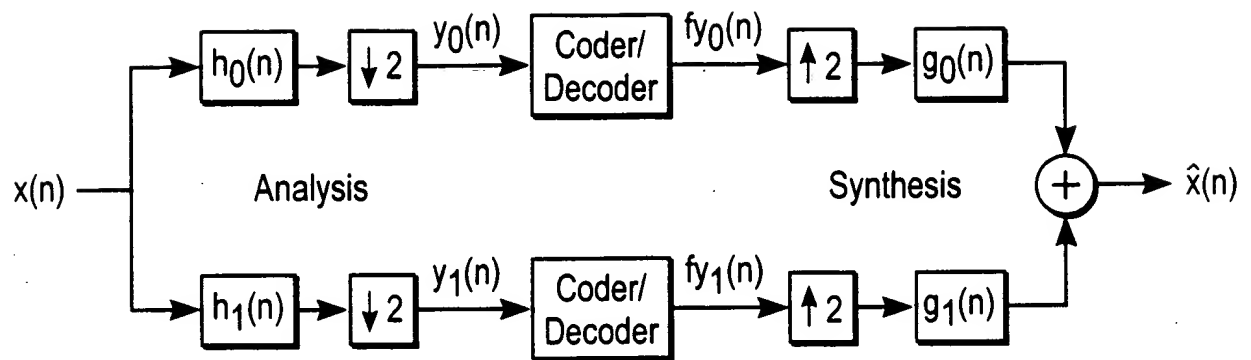 h0(n)
↓2
y0(n)
Coder/
Decoder
fy0(n)
↑2
g0(n)
x(n)
Analysis
Synthesis
+
x̂(n)
h1(n)
↓2
y1(n)
Coder/
Decoder
fy1(n)
↑2
g1(n)